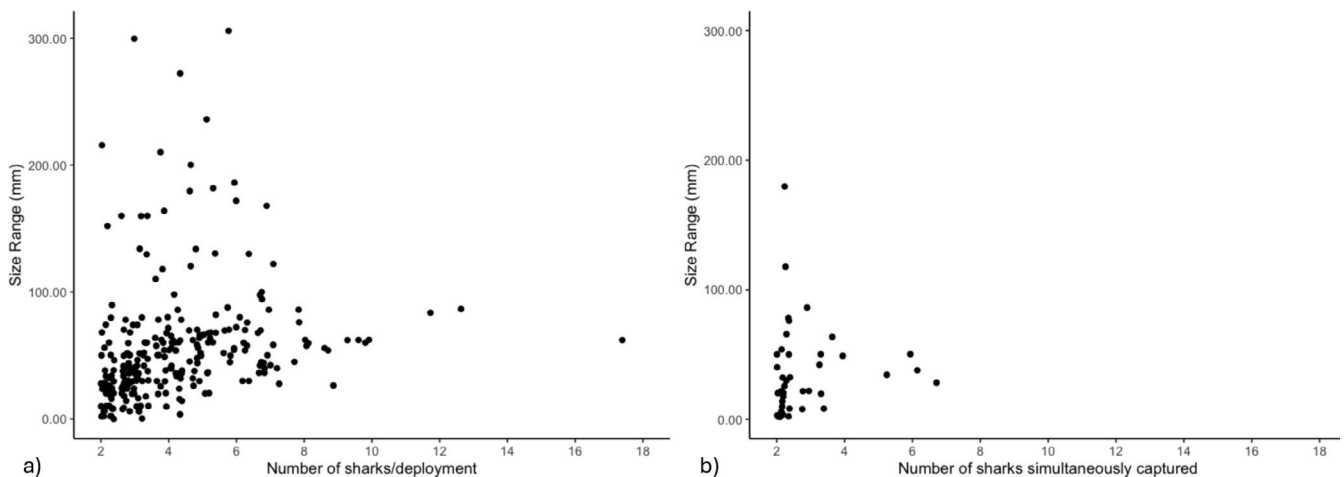 300.00
200.00
100.00
0.00
Size Range (mm)
2 4 6 8 10 12 14 16 18
Number of sharks/deployment
a)
300.00
200.00
100.00
0.00
Size Range (mm)
2 4 6 8 10 12 14 16 18
Number of sharks simultaneously captured
b)